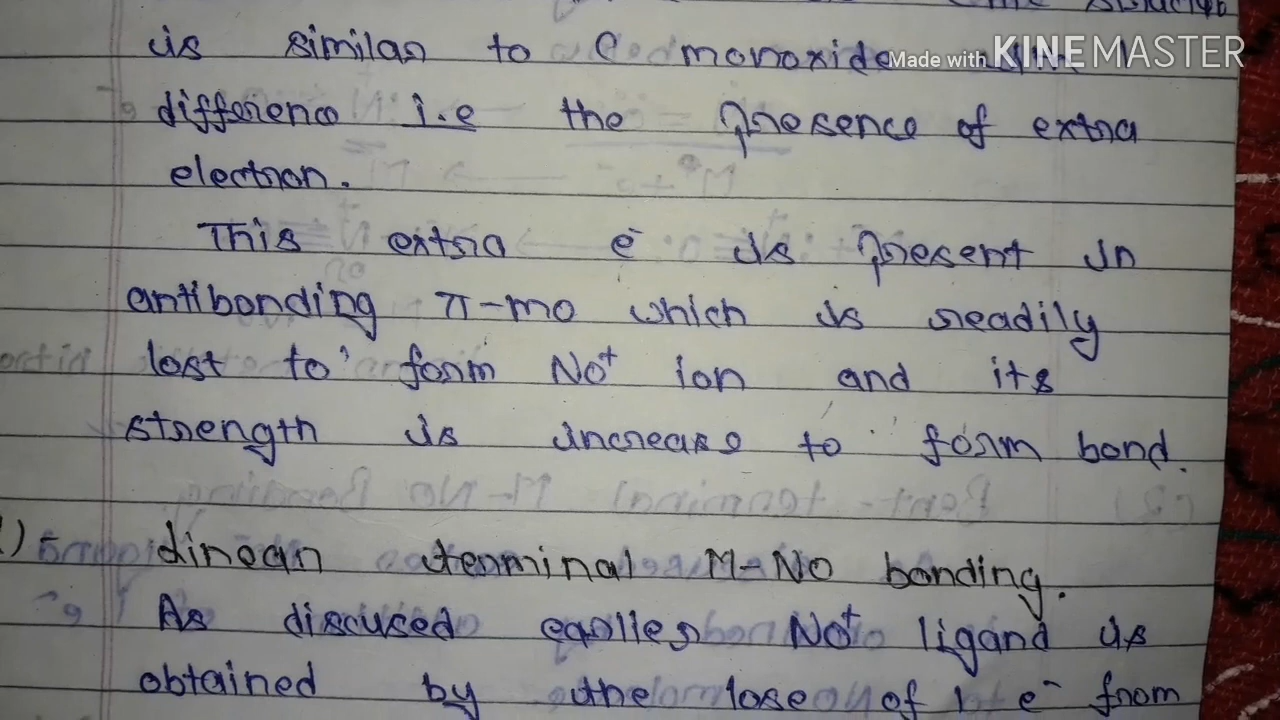 is similar to C monoxide
Made with KINEMASTER
difference i.e the presence of extra
electron.
This extra e⁻ is present in
antibonding π-mo which is readily
lost to form No⁺ ion and its
strength is increase to form bond.
linear terminal M-No bonding.
As discused earlier No⁺ ligand is
obtained by the lose of 1 e⁻ from